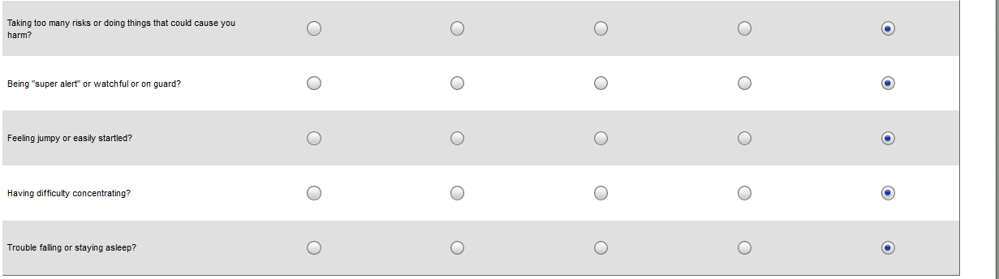 Taking too many risks or doing things that could cause you
harm?
Being "super alert" or watchful or on guard?
Feeling jumpy or easily startled?
Having difficulty concentrating?
Trouble falling or staying asleep?